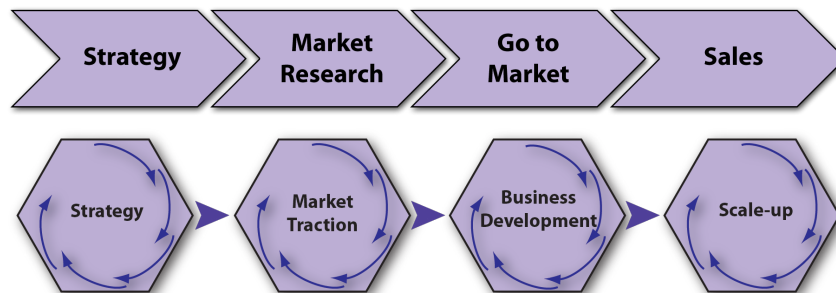 Strategy
Market
Research
Go to
Market
Sales
Strategy
Market
Traction
Business
Development
Scale-up